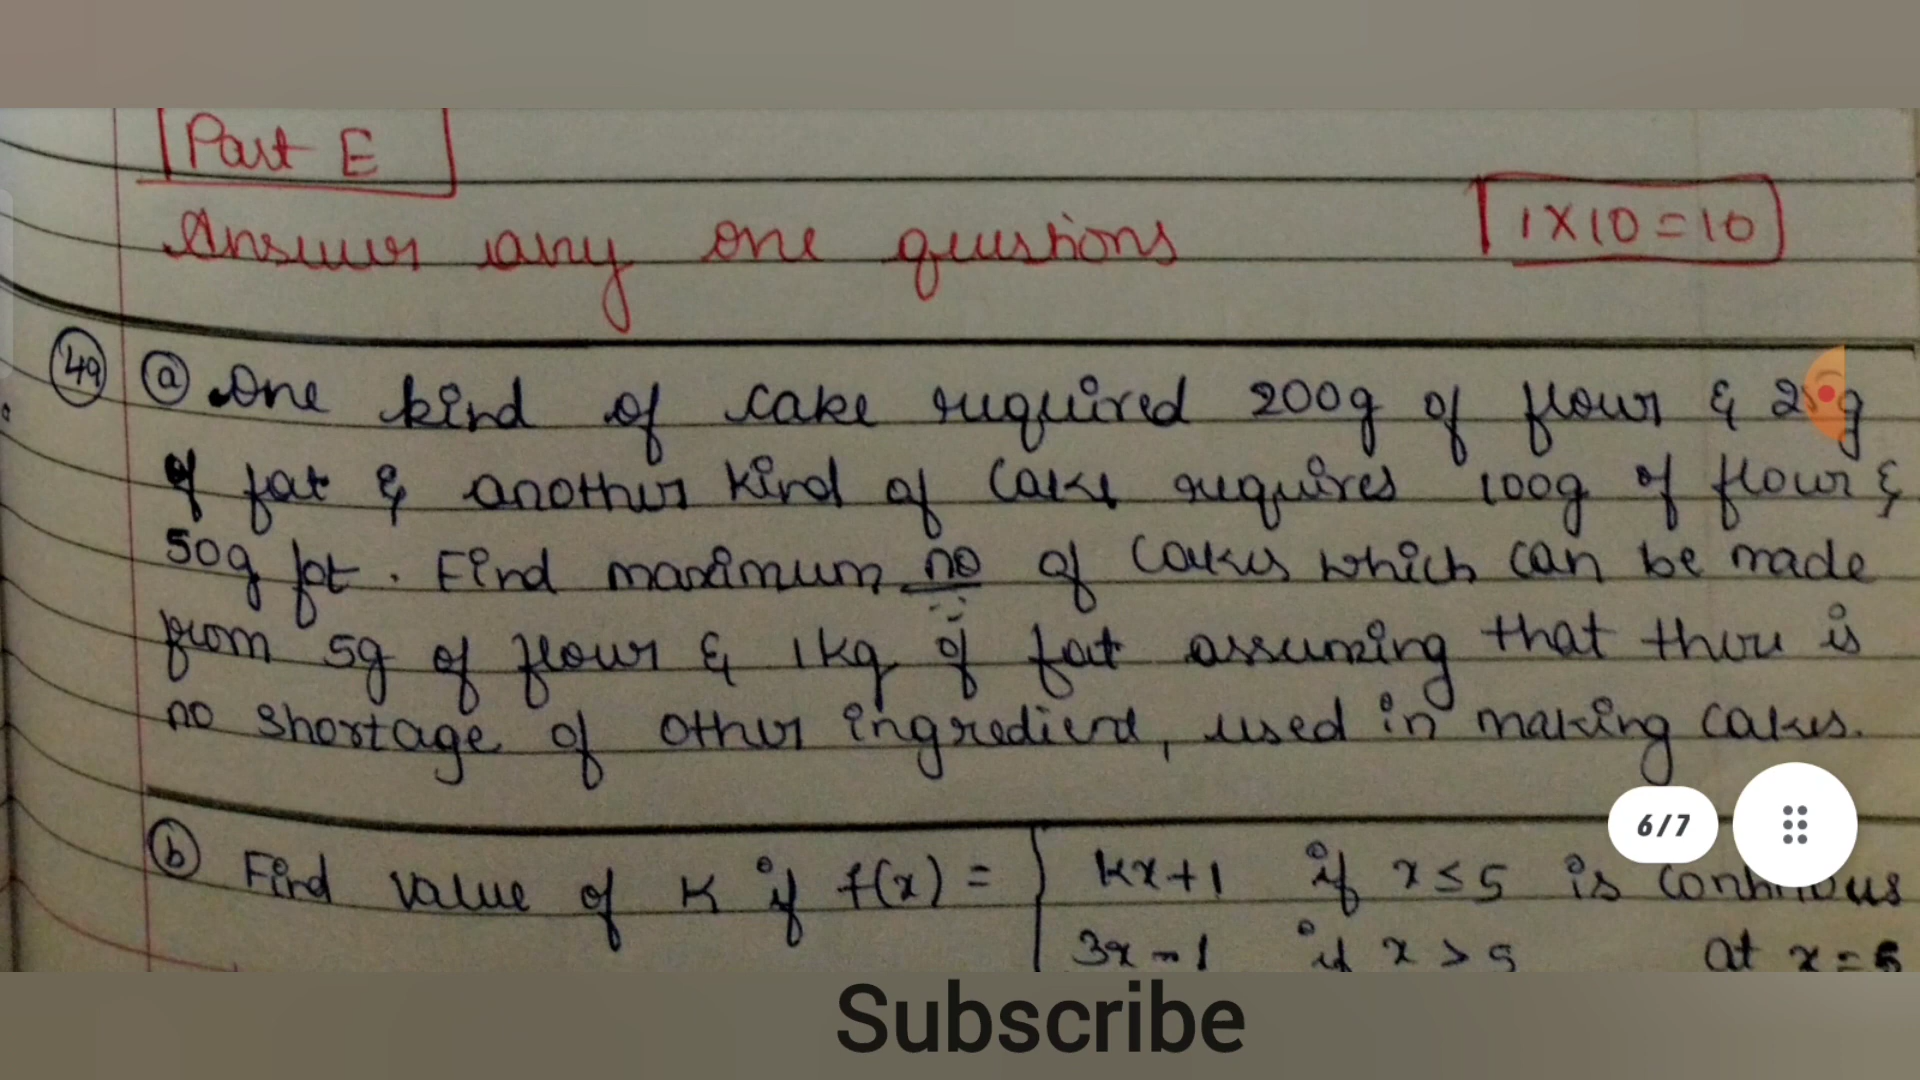 Part E
Answer any one questions
1 X 10 = 10
49 a One kind of cake required 200g of flour & g
of fat & another kind of cake requires 100g of flour &
50g fat. Find maximum no of cakes which can be made
from 5g of flour & 1kg of fat assuming that there is
no shortage of other ingredient, used in making cakes.
6/7
b Find value of K if f(x) = { kx+1 if x ≤ 5 is continuous
3x-1 if x > 5 at x = 5
Subscribe